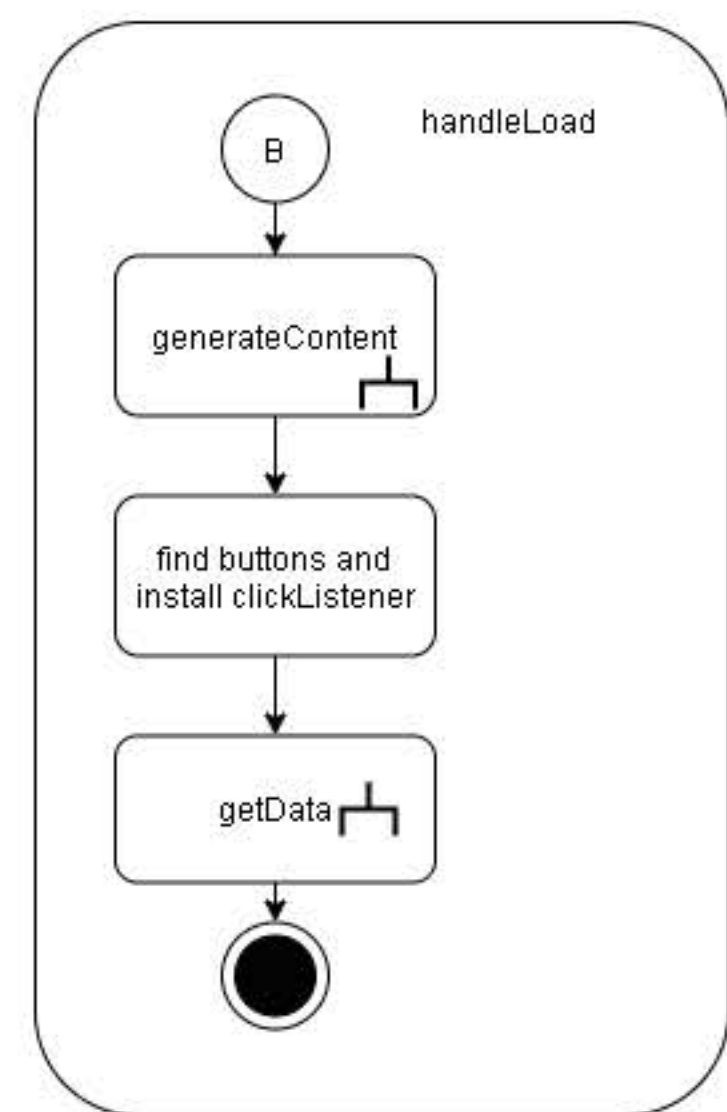 handleLoad
B
generateContent
find buttons and
install clickListener
getData